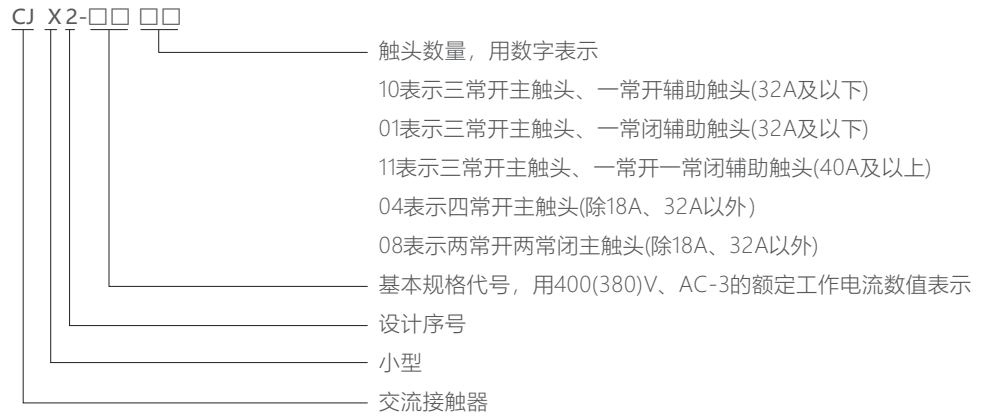 CJ X2-□□ □□
触头数量，用数字表示
10表示三常开主触头、一常开辅助触头(32A及以下)
01表示三常开主触头、一常闭辅助触头(32A及以下)
11表示三常开主触头、一常开一常闭辅助触头(40A及以上)
04表示四常开主触头(除18A、32A以外）
08表示两常开两常闭主触头(除18A、32A以外)
基本规格代号，用400(380)V、AC-3的额定工作电流数值表示
设计序号
小型
交流接触器